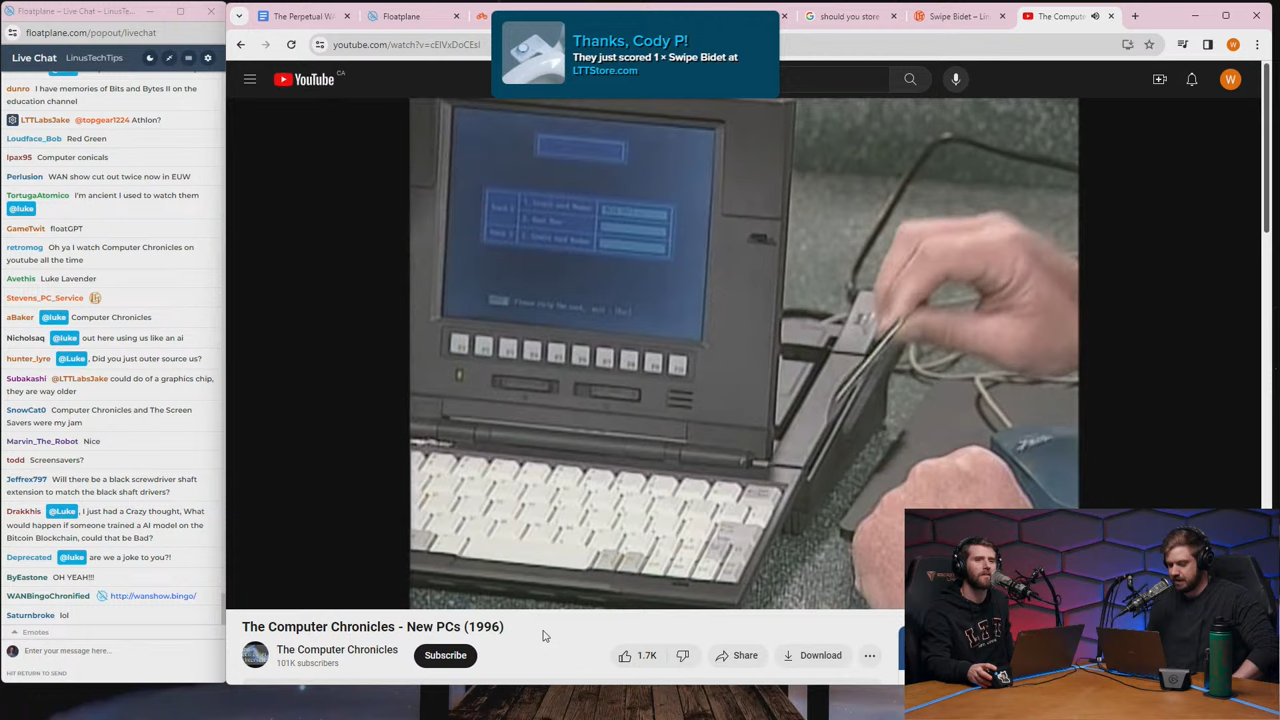 Floatplane – Live Chat – LinusTe...
floatplane.com/popout/livechat
Live Chat LinusTechTips
dunro I have memories of Bits and Bytes II on the
education channel
LTTLabsJake @topgear1224 Athlon?
Loudface_Bob Red Green
lpax95 Computer conicals
Perlusion WAN show cut out twice now in EUW
TortugaAtomico I'm ancient I used to watch them
@luke
GameTwit floatGPT
retromog Oh ya I watch Computer Chronicles on
youtube all the time
Avethis Luke Lavender
Stevens_PC_Service
aBaker @luke Computer Chronicles
Nicholsaq @luke out here using us like an ai
hunter_lyre @Luke, Did you just outer source us?
Subakashi @LTTLabsJake could do of a graphics chip,
they are way older
SnowCat0 Computer Chronicles and The Screen
Savers were my jam
Marvin_The_Robot Nice
todd Screensavers?
Jeffrex797 Will there be a black screwdriver shaft
extension to match the black shaft drivers?
Drakkhis @Luke, I just had a Crazy thought, What
would happen if someone trained a AI model on the
Bitcoin Blockchain, could that be Bad?
Deprecated @luke are we a joke to you?!
ByEastone OH YEAH!!!
WANBingoChronified http://wanshow.bingo/
Saturnbroke lol
Emotes
Enter your message here...
HIT RETURN TO SEND
The Perpetual W
Floatplane
should you store
Swipe Bidet – Lin
The Compute
youtube.com/watch?v=cElVxDoCEsI
Thanks, Cody P!
They just scored 1 × Swipe Bidet at
LTTStore.com
YouTube CA
The Computer Chronicles - New PCs (1996)
The Computer Chronicles
101K subscribers
Subscribe
1.7K
Share
Download